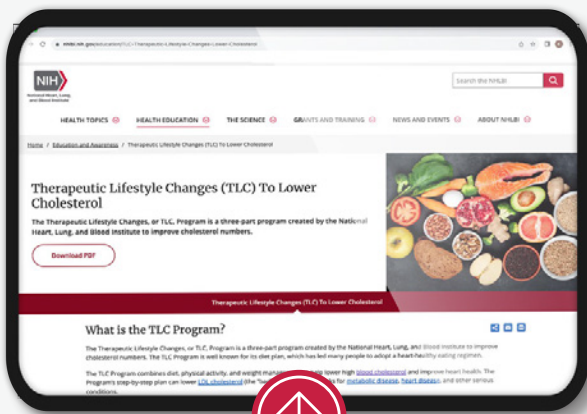 nhlbi.nih.gov/education/TLC-Therapeutic-Lifestyle-Changes-Lower-Cholesterol
NIH
National Heart, Lung,
and Blood Institute
Search the NHLBI
HEALTH TOPICS HEALTH EDUCATION THE SCIENCE GRANTS AND TRAINING NEWS AND EVENTS ABOUT NHLBI
Home / Education and Awareness / Therapeutic Lifestyle Changes (TLC) To Lower Cholesterol
Therapeutic Lifestyle Changes (TLC) To Lower
Cholesterol
The Therapeutic Lifestyle Changes, or TLC, Program is a three-part program created by the National
Heart, Lung, and Blood Institute to improve cholesterol numbers.
Download PDF
Therapeutic Lifestyle Changes (TLC) To Lower Cholesterol
What is the TLC Program?
The Therapeutic Lifestyle Changes, or TLC, Program is a three-part program created by the National Heart, Lung, and Blood Institute to improve
cholesterol numbers. The TLC Program is well known for its diet plan, which has led many people to adopt a heart-healthy eating regimen.
The TLC Program combines diet, physical activity, and weight lower high blood cholesterol and improve heart health. The
Program's step-by-step plan can lower LDL cholesterol (the for metabolic disease, heart disease, and other serious
conditions.